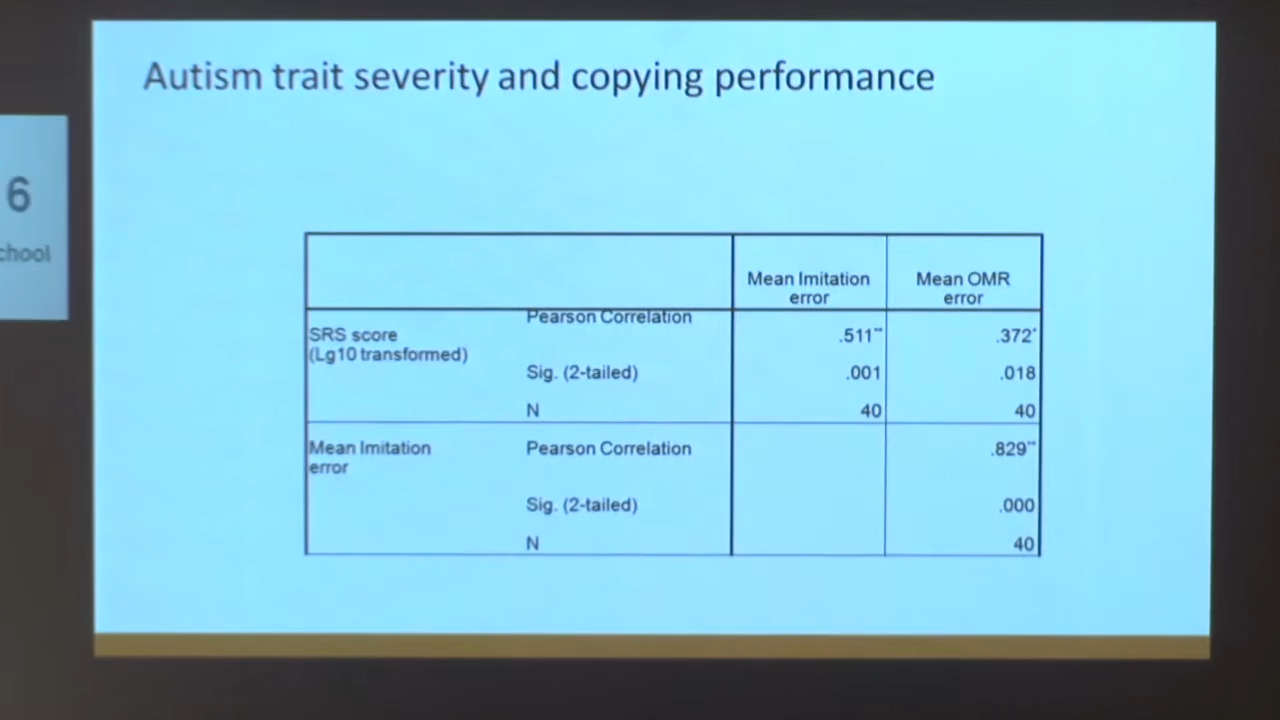 Autism trait severity and copying performance
6
chool
Mean Imitation error
Mean OMR error
SRS score (Lg10 transformed)
Pearson Correlation
.511**
.372*
Sig. (2-tailed)
.001
.018
N
40
40
Mean Imitation error
Pearson Correlation
.829**
Sig. (2-tailed)
.000
N
40